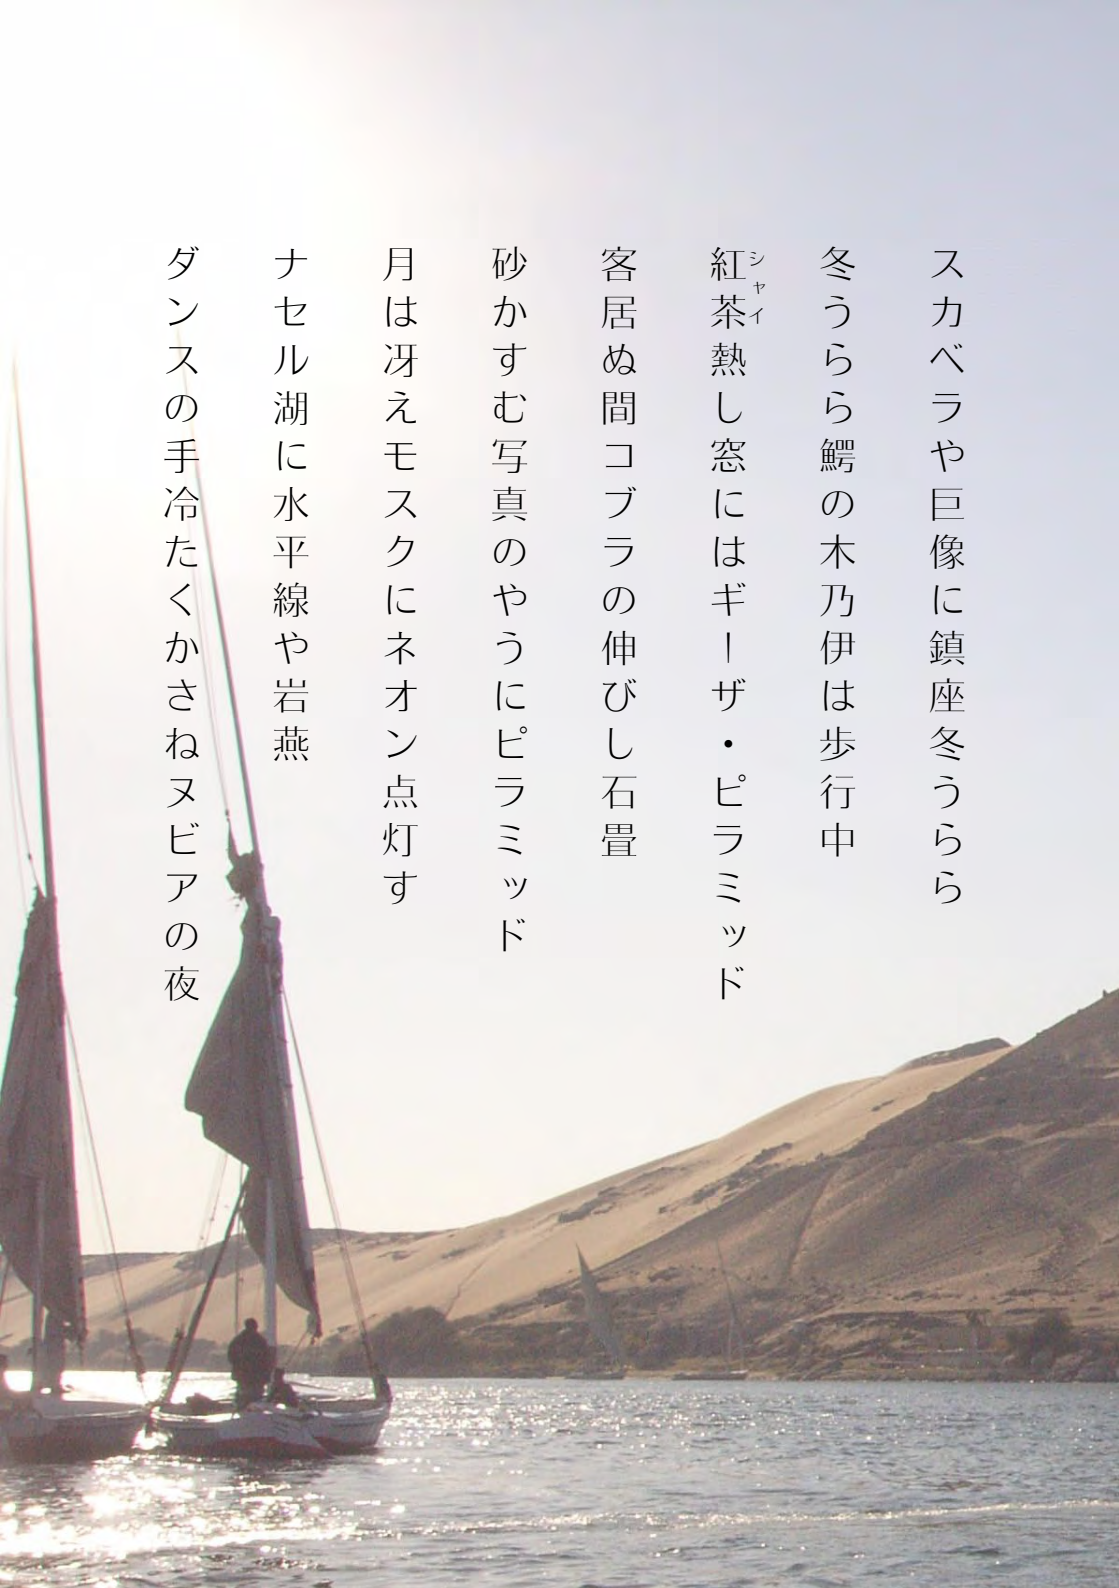 スカベラや巨像に鎮座冬うらら
冬うらら鰐の木乃伊は歩行中
紅茶熱し窓にはギーザ・ピラミッド
シャイ
客居ぬ間コブラの伸びし石畳
砂かすむ写真のやうにピラミッド
月は冴えモスクにネオン点灯す
ナセル湖に水平線や岩燕
ダンスの手冷たくかさねヌビアの夜